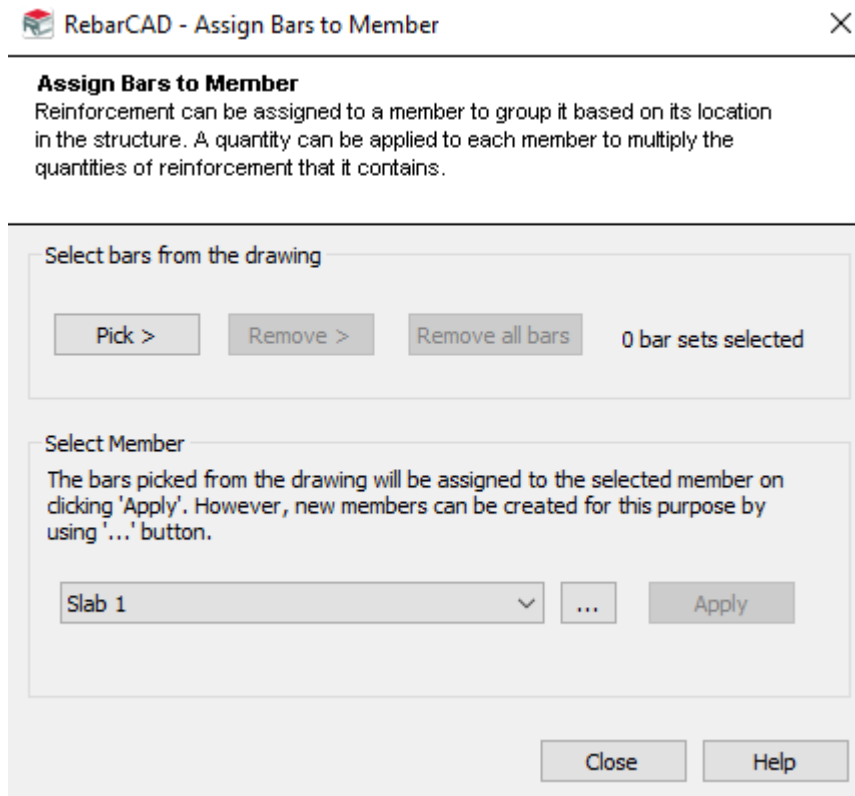 RebarCAD - Assign Bars to Member
Assign Bars to Member
Reinforcement can be assigned to a member to group it based on its location
in the structure. A quantity can be applied to each member to multiply the
quantities of reinforcement that it contains.
Select bars from the drawing
Pick > Remove > Remove all bars 0 bar sets selected
Select Member
The bars picked from the drawing will be assigned to the selected member on
clicking 'Apply'. However, new members can be created for this purpose by
using '...' button.
Slab 1 ... Apply
Close Help